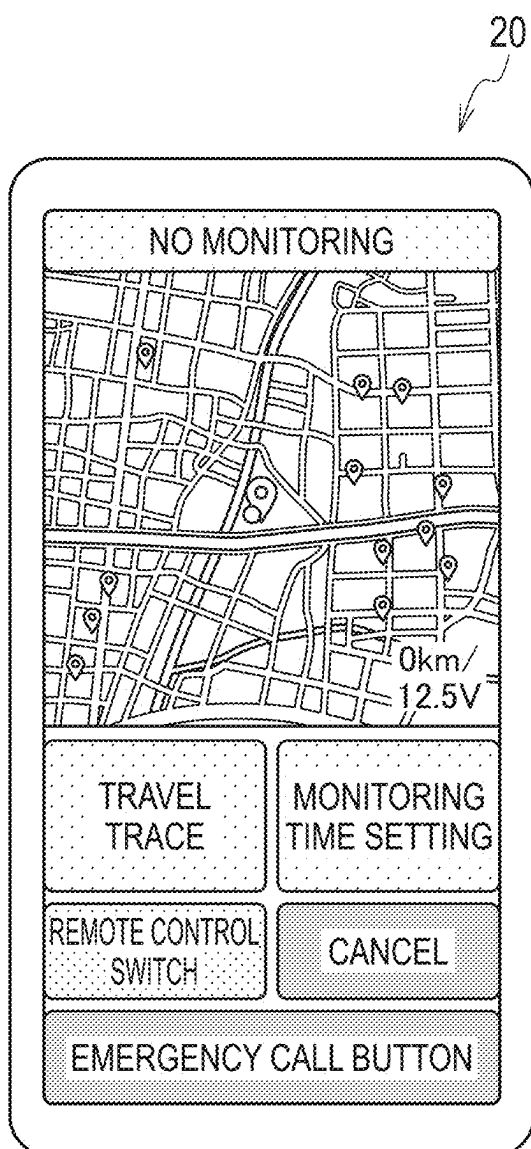 20
NO MONITORING
0km/
12.5V
TRAVEL
TRACE
MONITORING
TIME SETTING
REMOTE CONTROL
SWITCH
CANCEL
EMERGENCY CALL BUTTON